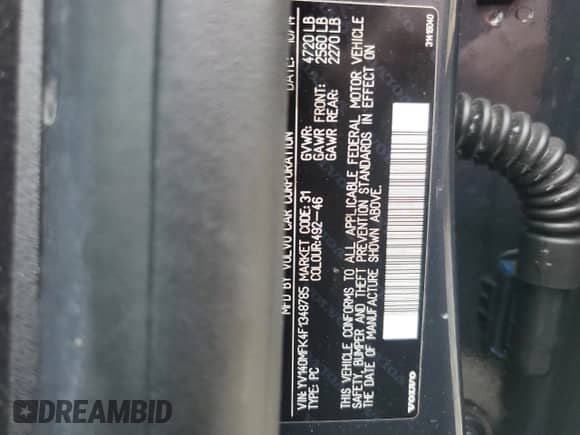 MFD BY VOLVO CAR CORPORATION DATE: 10/14
VIN: YV140MFK4F1348785 MARKET CODE: 31 GVWR: 4720 LB
TYPE: PC COLOUR: 492-46 GAWR FRONT: 2560 LB
GAWR REAR: 2270 LB
THIS VEHICLE CONFORMS TO ALL APPLICABLE FEDERAL MOTOR VEHICLE
SAFETY, BUMPER AND THEFT PREVENTION STANDARDS IN EFFECT ON
THE DATE OF MANUFACTURE SHOWN ABOVE.
VOLVO
DREAMBID